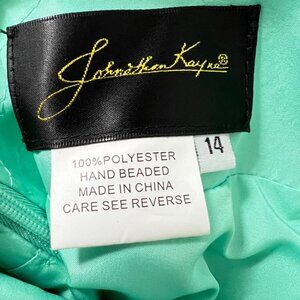 Johnathan Kayne®
14
100%POLYESTER
HAND BEADED
MADE IN CHINA
CARE SEE REVERSE